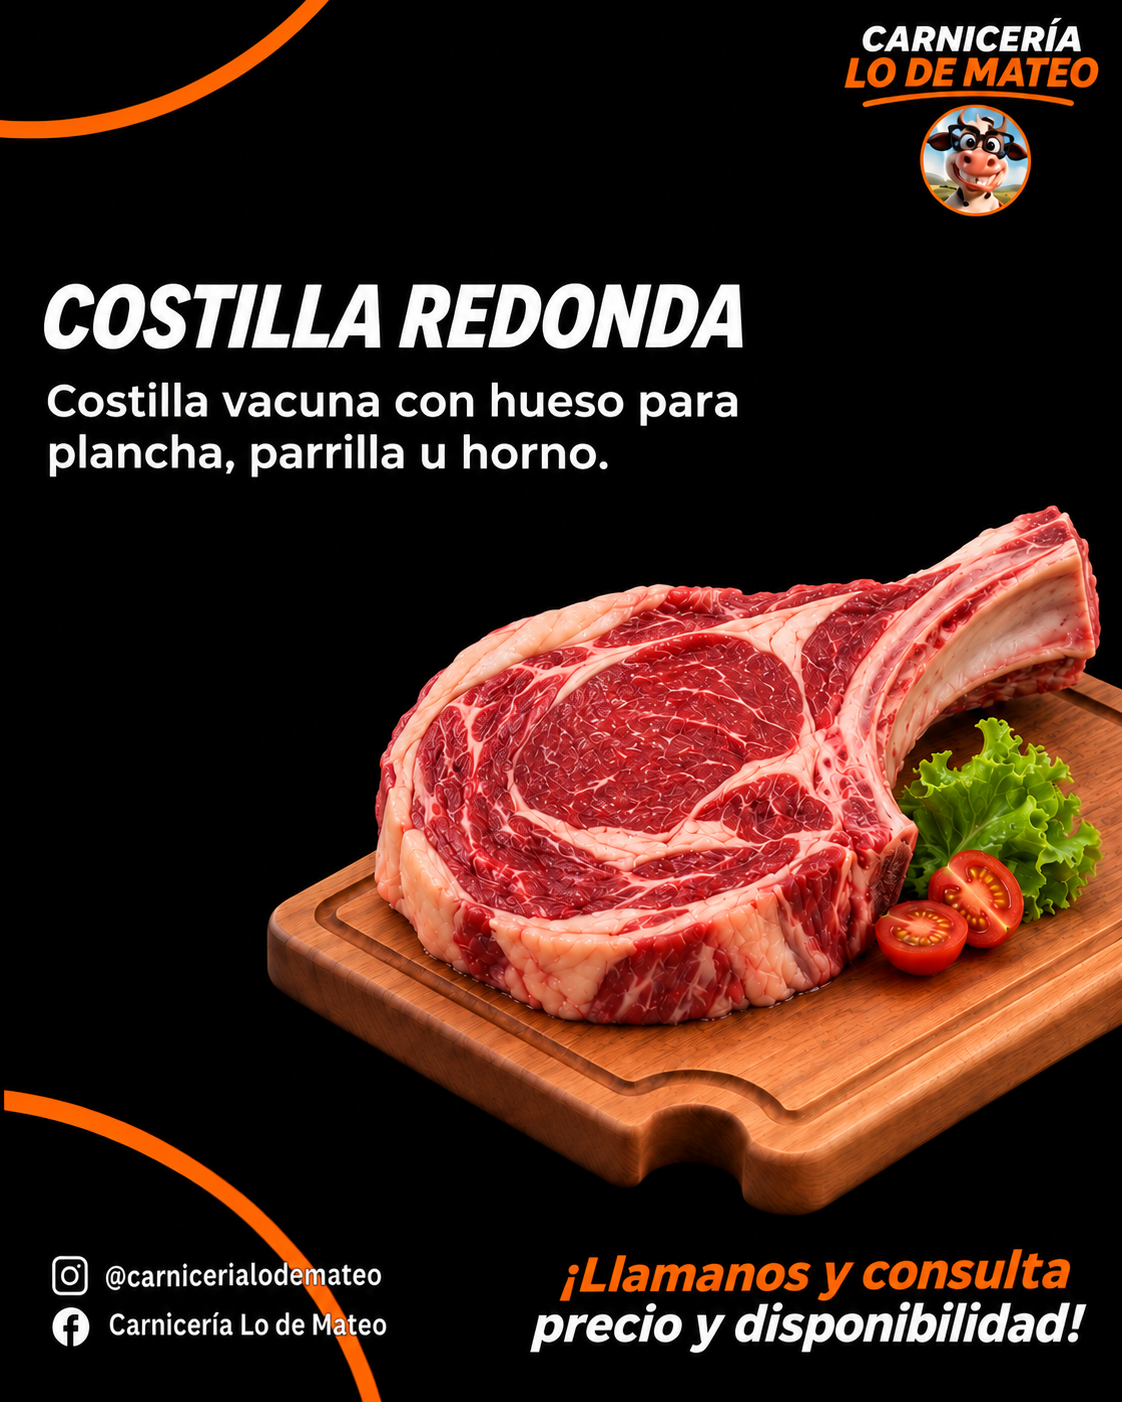 CARNICERÍA
LO DE MATEO
COSTILLA REDONDA
Costilla vacuna con hueso para
plancha, parrilla u horno.
@carnicerialodemateo
Carnicería Lo de Mateo
¡Llamanos y consulta
precio y disponibilidad!